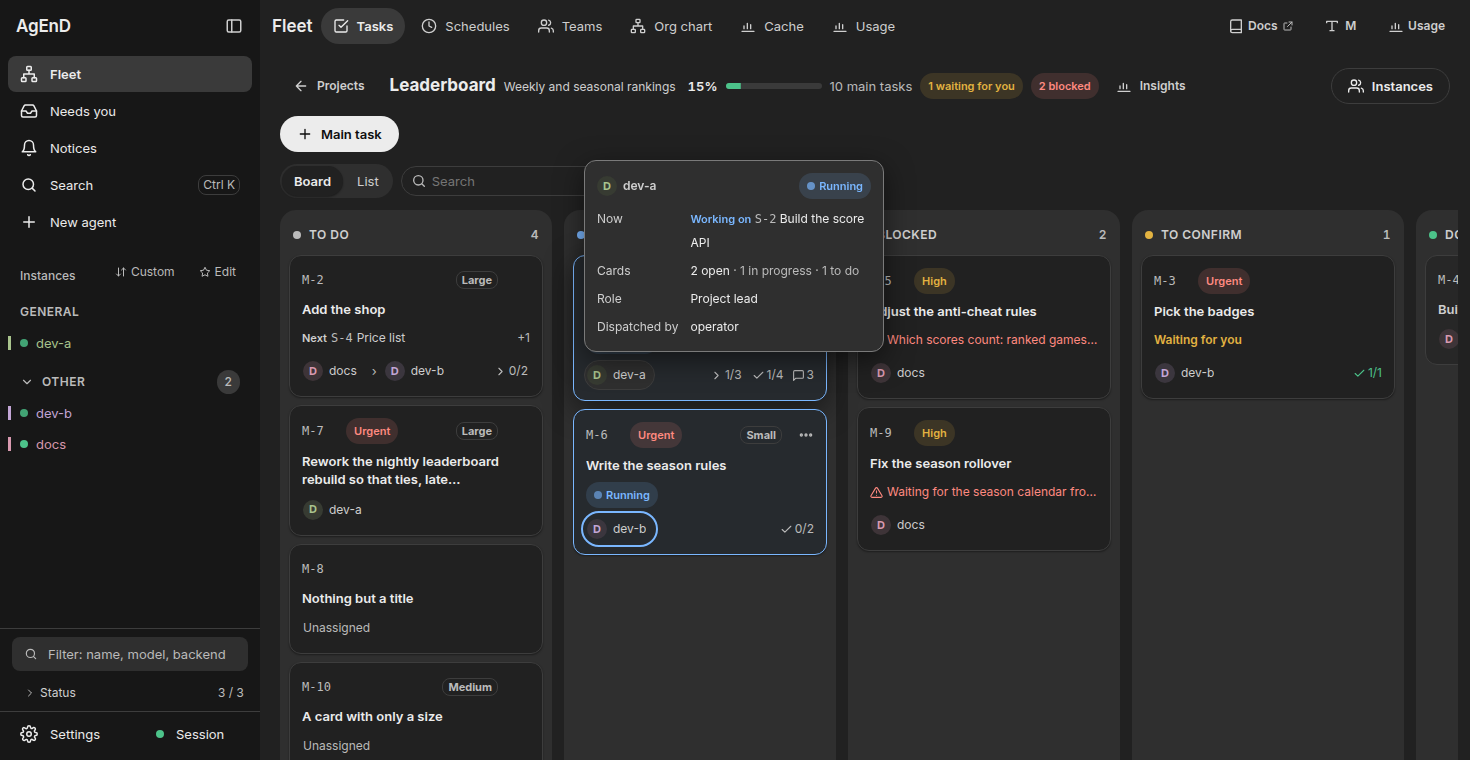 AgEnD
Fleet
Needs you
Notices
Search
Ctrl K
New agent
Instances
Custom
Edit
GENERAL
dev-a
OTHER
2
dev-b
docs
Filter: name, model, backend
Status
3 / 3
Settings
Session
Fleet
Tasks
Schedules
Teams
Org chart
Cache
Usage
Docs
M
Usage
Projects
Leaderboard
Weekly and seasonal rankings
15%
10 main tasks
1 waiting for you
2 blocked
Insights
Instances
Main task
Board
List
Search
D
dev-a
Running
Now
Working on S-2 Build the score
API
Cards
2 open · 1 in progress · 1 to do
Role
Project lead
Dispatched by
operator
TO DO
4
M-2
Large
Add the shop
Next S-4 Price list
+1
D docs
D dev-b
0/2
M-7
Urgent
Large
Rework the nightly leaderboard
rebuild so that ties, late…
D dev-a
M-8
Nothing but a title
Unassigned
M-10
Medium
A card with only a size
Unassigned
D dev-a
1/3
1/4
3
M-6
Urgent
Small
Write the season rules
Running
D dev-b
0/2
LOCKED
2
5
High
djust the anti-cheat rules
Which scores count: ranked games...
D docs
M-9
High
Fix the season rollover
Waiting for the season calendar fro...
D docs
TO CONFIRM
1
M-3
Urgent
Pick the badges
Waiting for you
D dev-b
1/1
DO
M-4
Bui
D